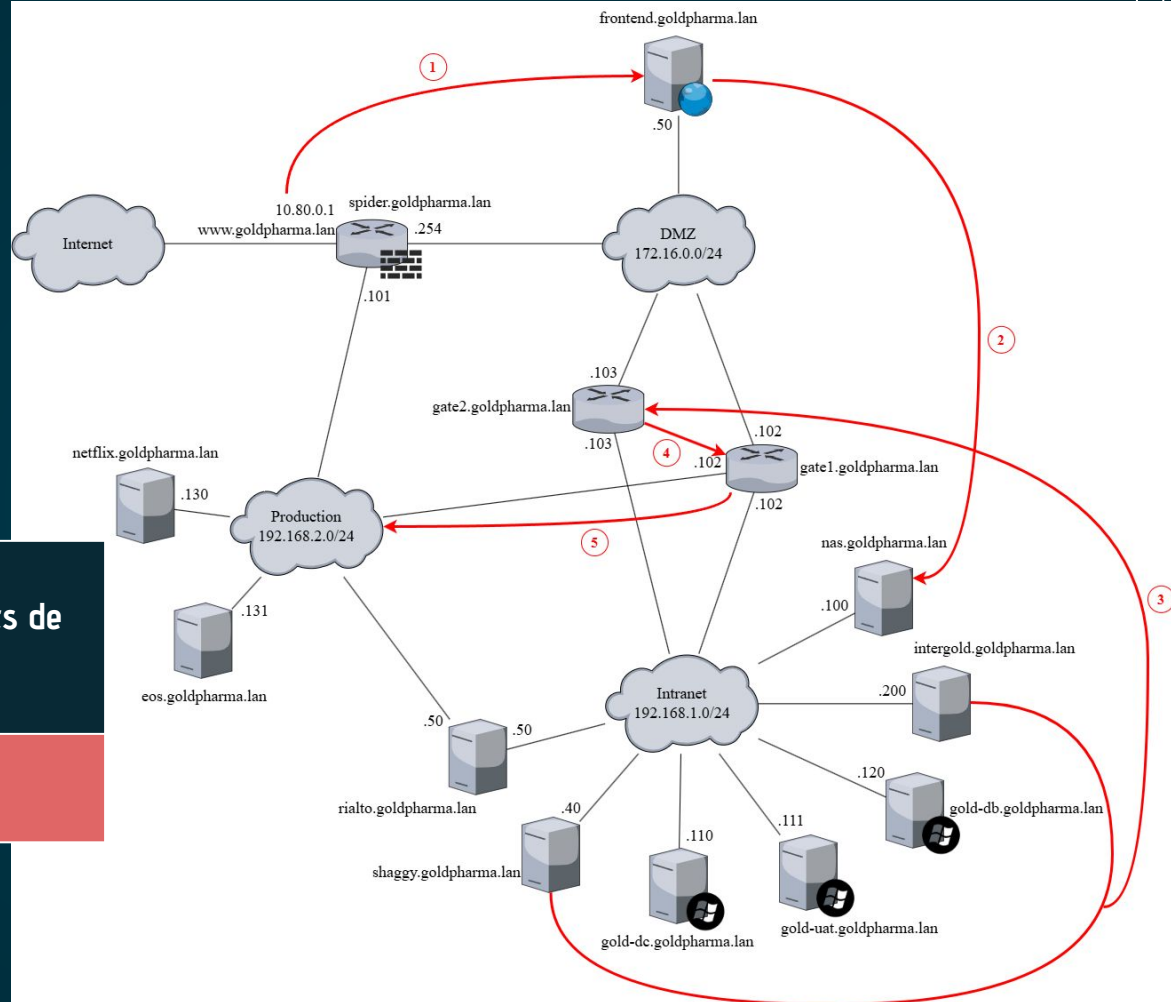 frontend.goldpharma.lan
1
.50
10.80.0.1
www.goldpharma.lan
spider.goldpharma.lan
.254
Internet
DMZ
172.16.0.0/24
.101
2
.103
gate2.goldpharma.lan
.103
4
.102
.102
gate1.goldpharma.lan
.102
netflix.goldpharma.lan
.130
Production
192.168.2.0/24
5
nas.goldpharma.lan
.100
3
rs de
.131
eos.goldpharma.lan
intergold.goldpharma.lan
.200
Intranet
192.168.1.0/24
.50
.50
rialto.goldpharma.lan
.120
gold-db.goldpharma.lan
.40
shaggy.goldpharma.lan
.110
gold-dc.goldpharma.lan
.111
gold-uat.goldpharma.lan